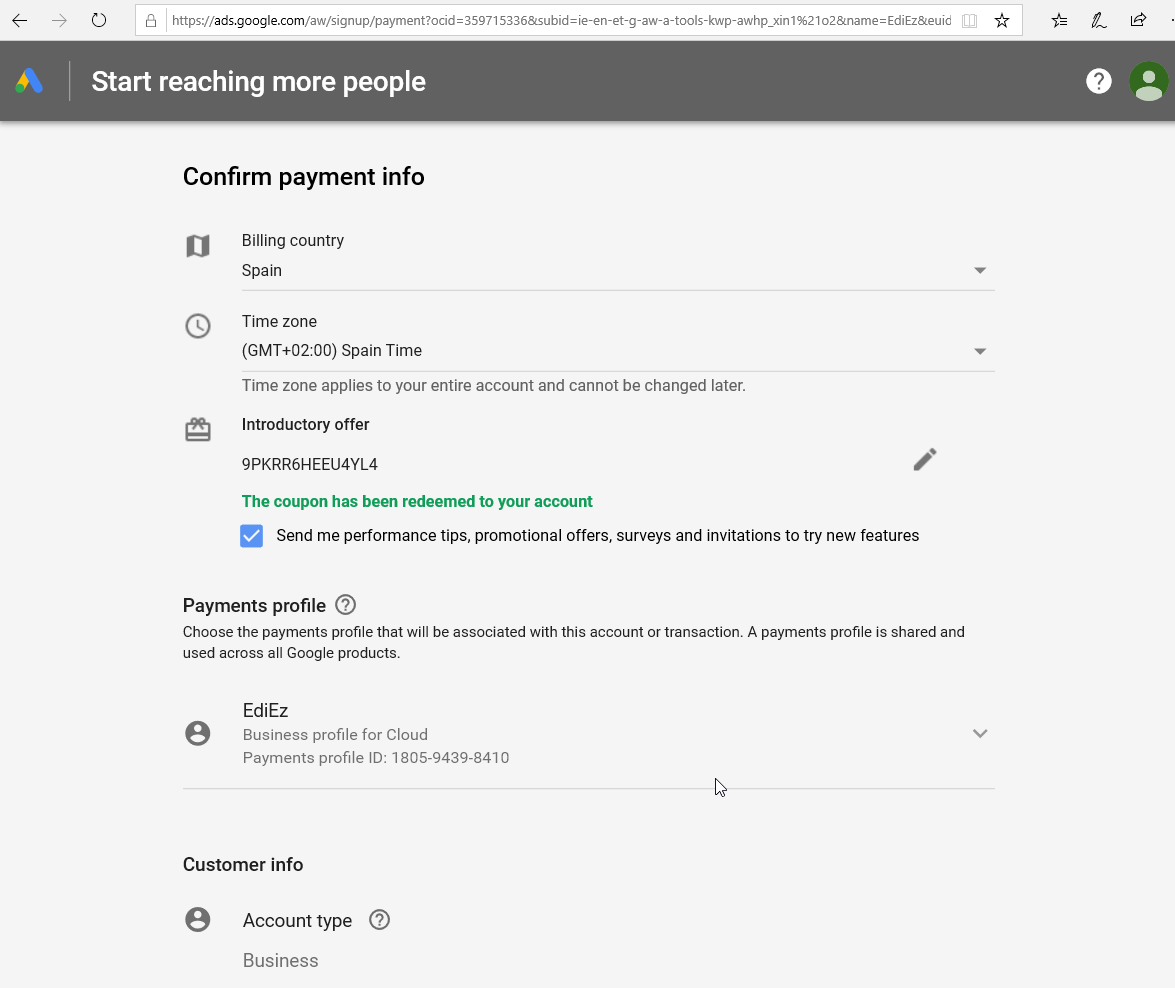 https://ads.google.com/aw/signup/payment?ocid=359715336&subid=ie-en-et-g-aw-a-tools-kwp-awhp_xin1%21o2&name=EdiEz&euid
Start reaching more people
?
Confirm payment info
Billing country
Spain
Time zone
(GMT+02:00) Spain Time
Time zone applies to your entire account and cannot be changed later.
Introductory offer
9PKRR6HEEU4YL4
The coupon has been redeemed to your account
Send me performance tips, promotional offers, surveys and invitations to try new features
Payments profile ?
Choose the payments profile that will be associated with this account or transaction. A payments profile is shared and
used across all Google products.
EdiEz
Business profile for Cloud
Payments profile ID: 1805-9439-8410
Customer info
Account type ?
Business